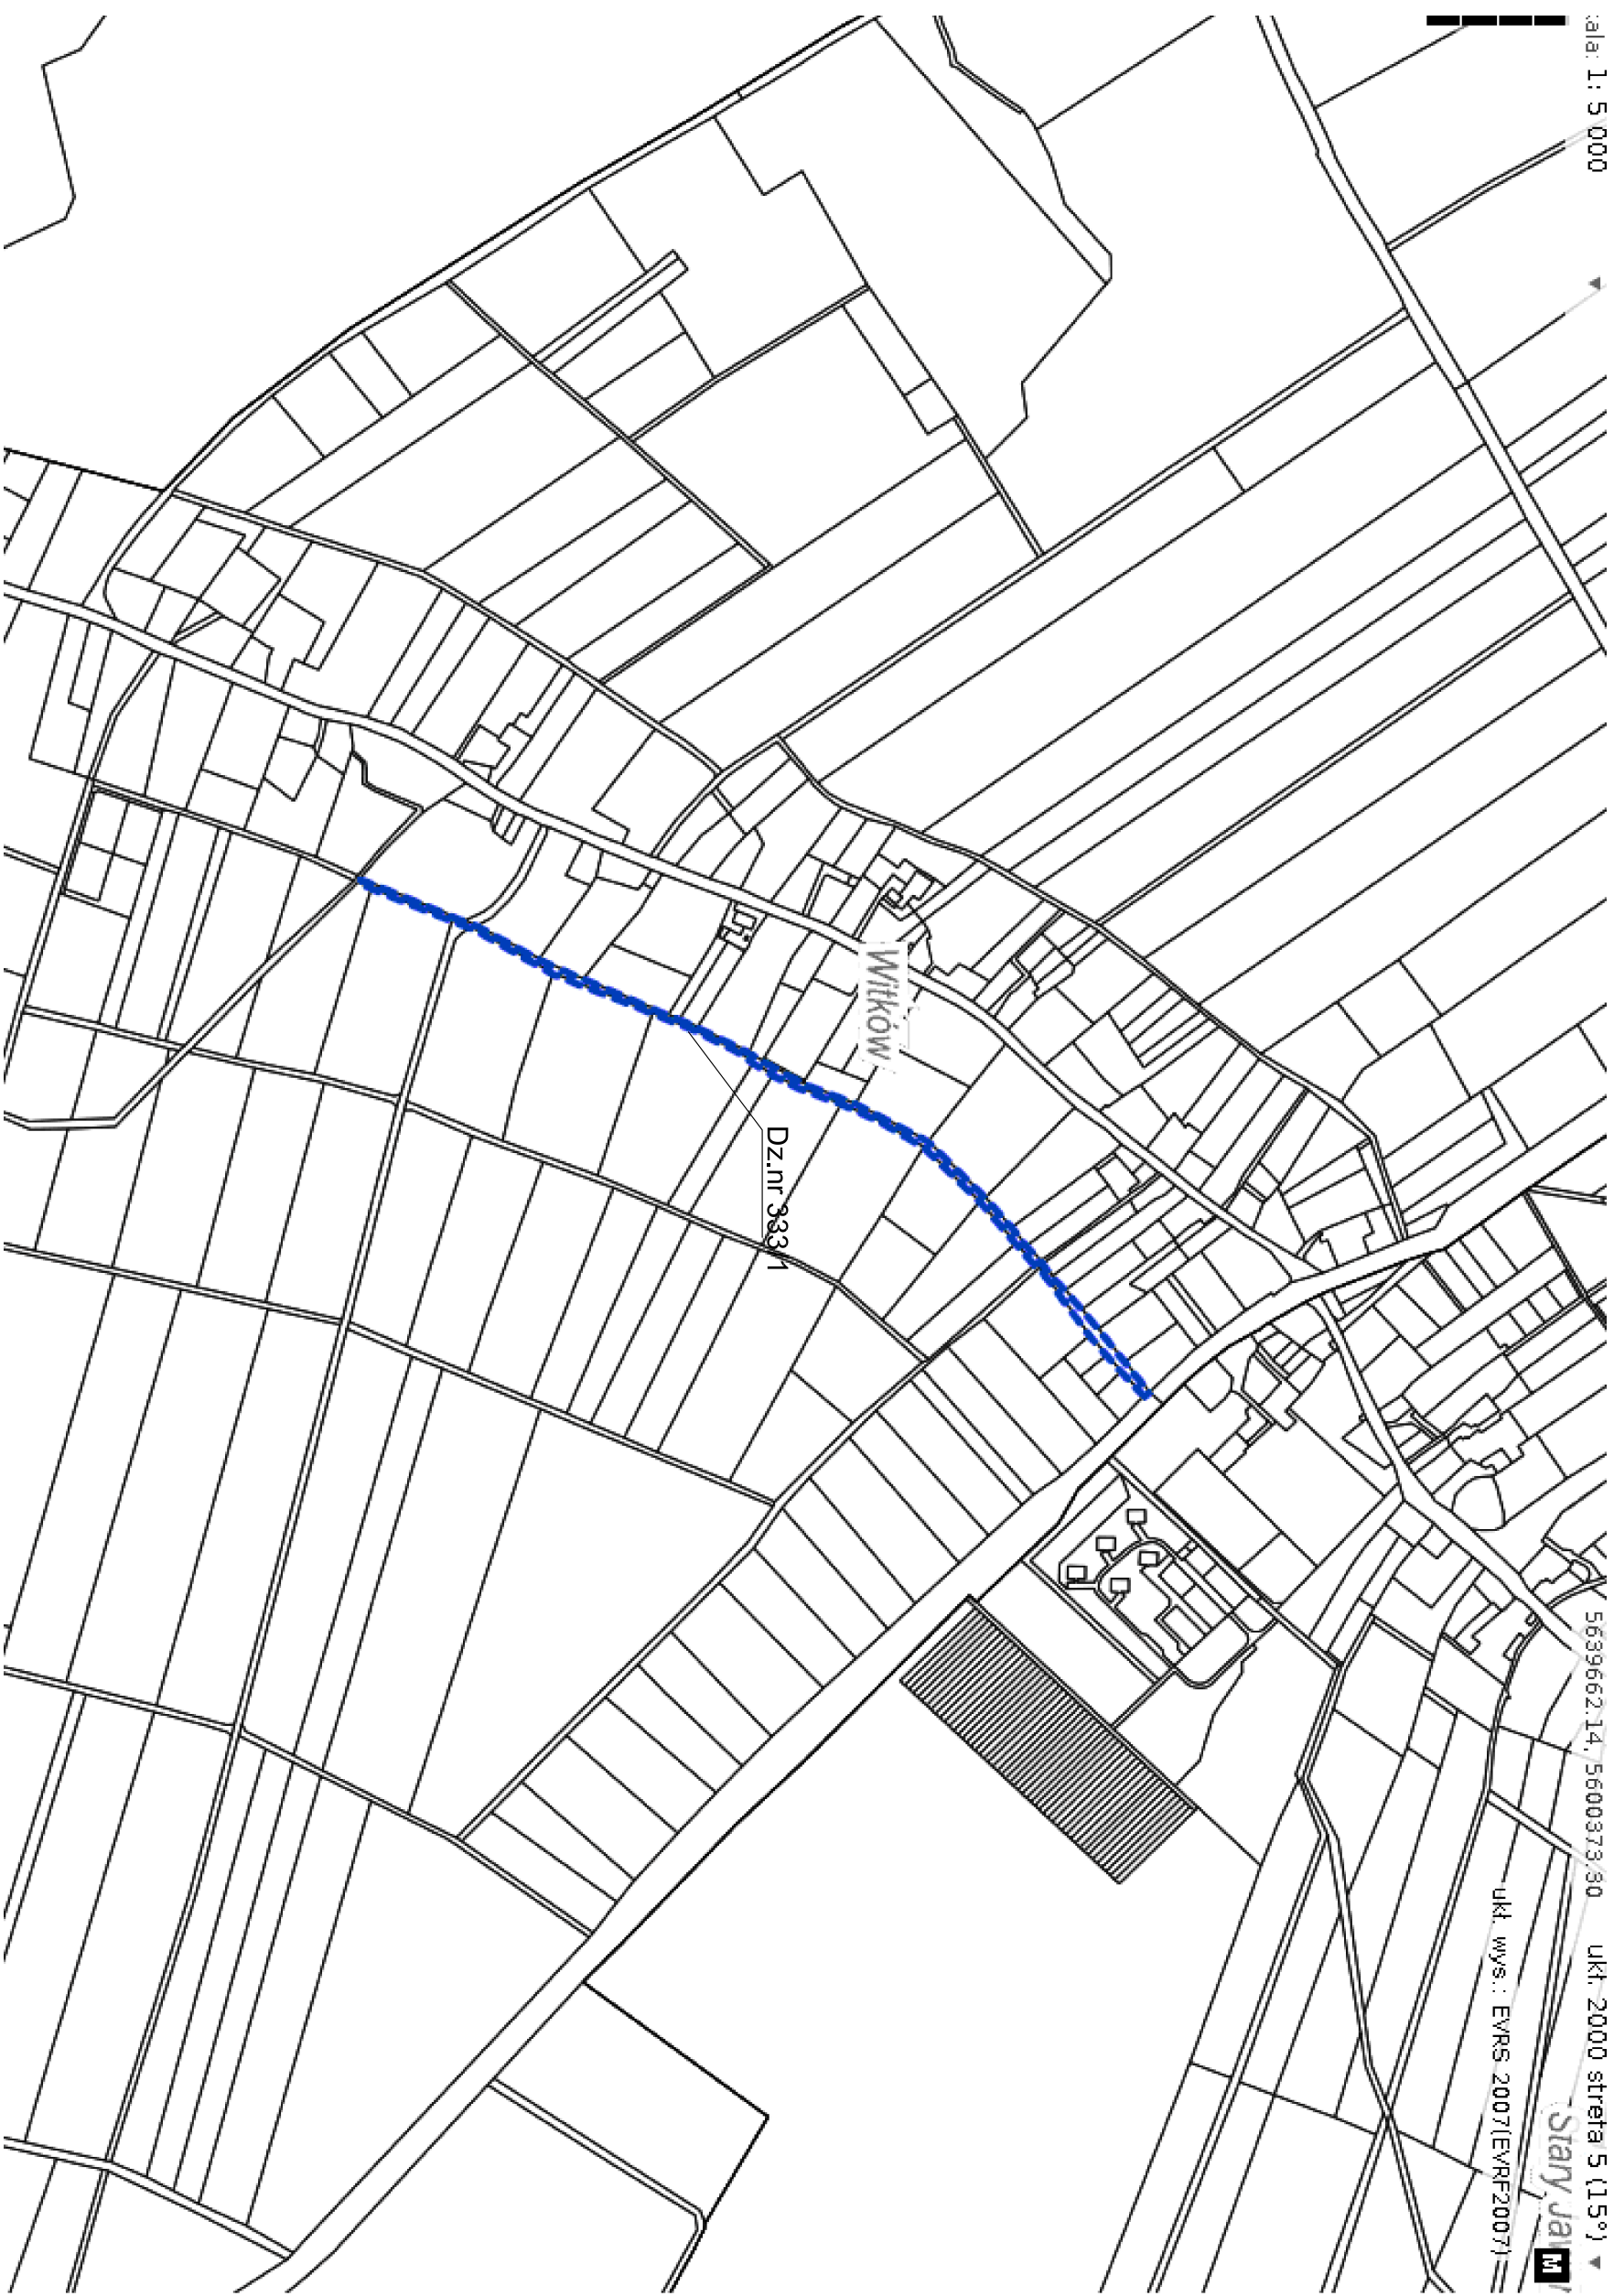 1: 5 000
5639662.14, 5600373.30
ukł. 2000 strefa 5 (15°)
ukł. wys.: EVRS 2007(EVRF2007)
Stary
M
Witków
Dz.nr 333/1